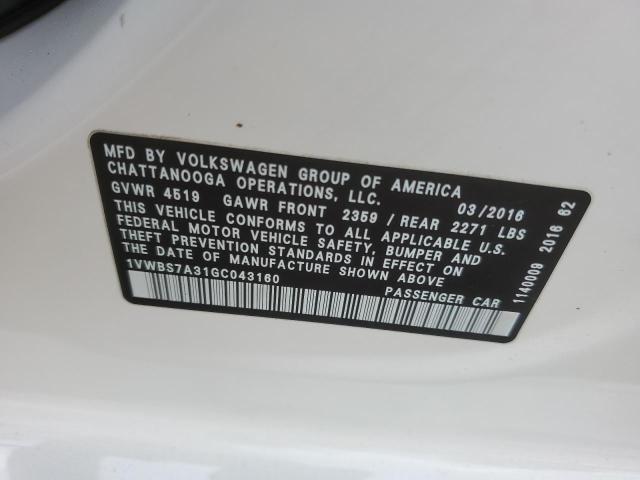 MFD BY VOLKSWAGEN GROUP OF AMERICA
CHATTANOOGA OPERATIONS, LLC. 03/2016
GVWR 4519 GAWR FRONT 2359 / REAR 2271 LBS
THIS VEHICLE CONFORMS TO ALL APPLICABLE U.S.
FEDERAL MOTOR VEHICLE SAFETY, BUMPER AND
THEFT PREVENTION STANDARDS IN EFFECT ON
THE DATE OF MANUFACTURE SHOWN ABOVE
1VWBS7A31GC043160 PASSENGER CAR
1140009 2016 62